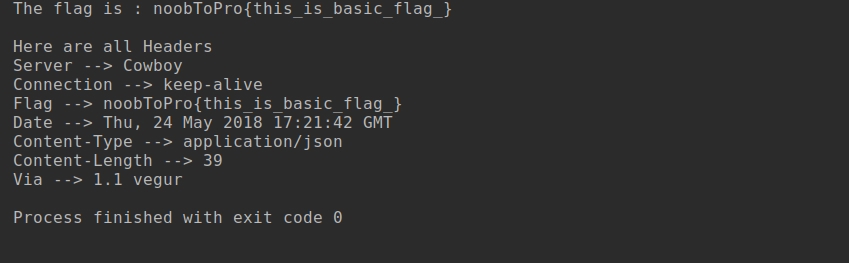 The flag is : noobToPro{this_is_basic_flag_}
Here are all Headers
Server --> Cowboy
Connection --> keep-alive
Flag --> noobToPro{this_is_basic_flag_}
Date --> Thu, 24 May 2018 17:21:42 GMT
Content-Type --> application/json
Content-Length --> 39
Via --> 1.1 vegur
Process finished with exit code 0